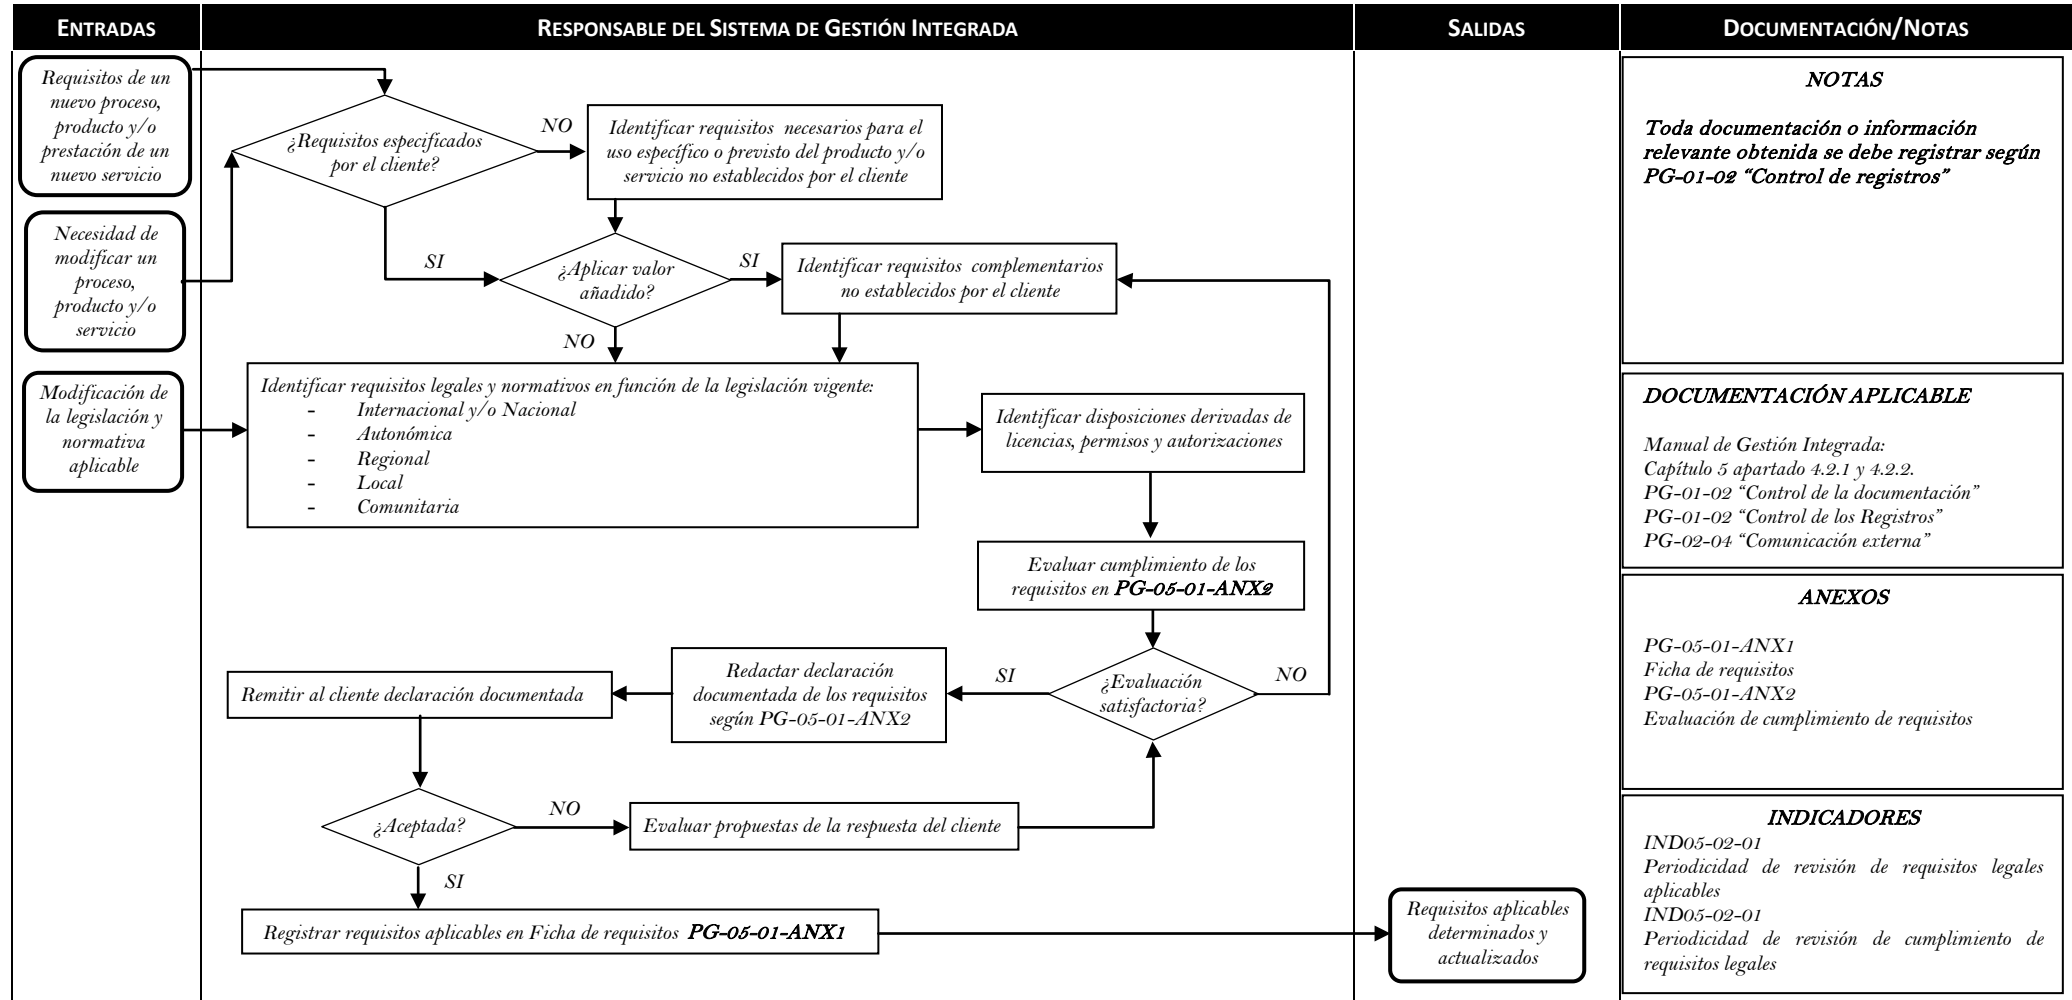 ENTRADAS
RESPONSABLE DEL SISTEMA DE GESTIÓN INTEGRADA
SALIDAS
DOCUMENTACIÓN/NOTAS
Requisitos de un
nuevo proceso,
producto y/o
prestación de un
nuevo servicio
Necesidad de
modificar un
proceso,
producto y/o
servicio
Modificación de
la legislación y
normativa
aplicable
¿Requisitos especificados
por el cliente?
NO
Identificar requisitos necesarios para el
uso específico o previsto del producto y/o
servicio no establecidos por el cliente
SI
¿Aplicar valor
añadido?
SI
Identificar requisitos complementarios
no establecidos por el cliente
NO
Identificar requisitos legales y normativos en función de la legislación vigente:
- Internacional y/o Nacional
- Autonómica
- Regional
- Local
- Comunitaria
Identificar disposiciones derivadas de
licencias, permisos y autorizaciones
Evaluar cumplimiento de los
requisitos en PG-05-01-ANX2
¿Evaluación
satisfactoria?
NO
SI
Redactar declaración
documentada de los requisitos
según PG-05-01-ANX2
Remitir al cliente declaración documentada
¿Aceptada?
NO
Evaluar propuestas de la respuesta del cliente
SI
Registrar requisitos aplicables en Ficha de requisitos PG-05-01-ANX1
Requisitos aplicables
determinados y
actualizados
NOTAS
Toda documentación o información
relevante obtenida se debe registrar según
PG-01-02 “Control de registros”
DOCUMENTACIÓN APLICABLE
Manual de Gestión Integrada:
Capítulo 5 apartado 4.2.1 y 4.2.2.
PG-01-02 “Control de la documentación”
PG-01-02 “Control de los Registros”
PG-02-04 “Comunicación externa”
ANEXOS
PG-05-01-ANX1
Ficha de requisitos
PG-05-01-ANX2
Evaluación de cumplimiento de requisitos
INDICADORES
IND05-02-01
Periodicidad de revisión de requisitos legales
aplicables
IND05-02-01
Periodicidad de revisión de cumplimiento de
requisitos legales